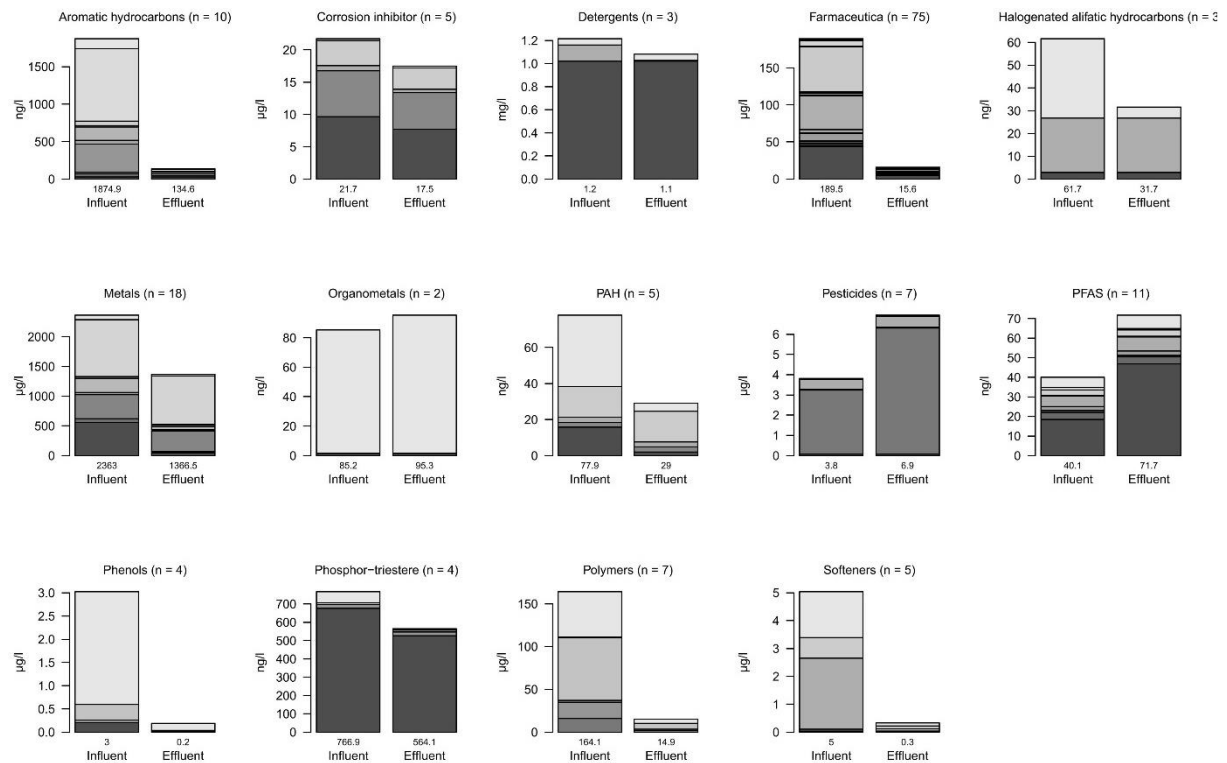 Aromatic hydrocarbons (n = 10)
ng/l
0
500
1000
1500
1874.9
134.6
Influent
Effluent
Corrosion inhibitor (n = 5)
µg/l
0
5
10
15
20
21.7
17.5
Influent
Effluent
Detergents (n = 3)
mg/l
0.0
0.2
0.4
0.6
0.8
1.0
1.2
1.2
1.1
Influent
Effluent
Farmaceutica (n = 75)
µg/l
0
50
100
150
189.5
15.6
Influent
Effluent
Halogenated alifatic hydrocarbons (n = 3
ng/l
0
10
20
30
40
50
60
61.7
31.7
Influent
Effluent
Metals (n = 18)
µg/l
0
500
1000
1500
2000
2363
1366.5
Influent
Effluent
Organometals (n = 2)
ng/l
0
20
40
60
80
85.2
95.3
Influent
Effluent
PAH (n = 5)
ng/l
0
20
40
60
77.9
29
Influent
Effluent
Pesticides (n = 7)
µg/l
0
1
2
3
4
5
6
3.8
6.9
Influent
Effluent
PFAS (n = 11)
ng/l
0
10
20
30
40
50
60
70
40.1
71.7
Influent
Effluent
Phenols (n = 4)
µg/l
0.0
0.5
1.0
1.5
2.0
2.5
3.0
3
0.2
Influent
Effluent
Phosphor−triestere (n = 4)
ng/l
0
100
200
300
400
500
600
700
766.9
564.1
Influent
Effluent
Polymers (n = 7)
µg/l
0
50
100
150
164.1
14.9
Influent
Effluent
Softeners (n = 5)
µg/l
0
1
2
3
4
5
5
0.3
Influent
Effluent